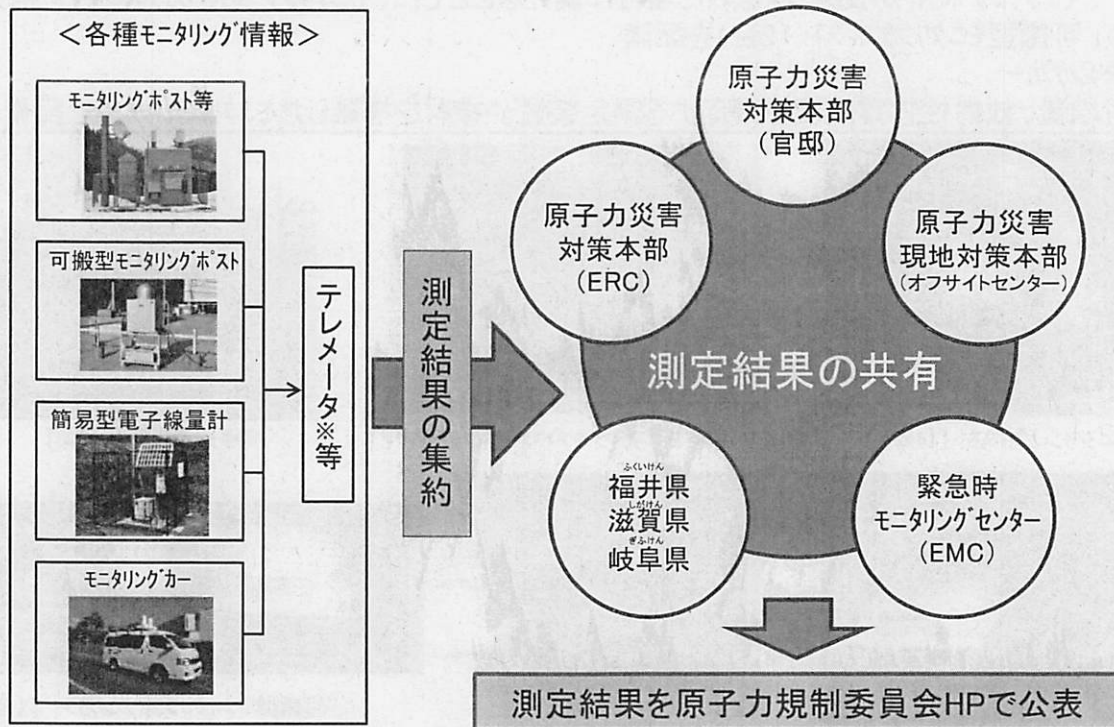 ＜各種ﾓﾆﾀﾘﾝｸﾞ情報＞
ﾓﾆﾀﾘﾝｸﾞﾎﾟｽﾄ等
可搬型ﾓﾆﾀﾘﾝｸﾞﾎﾟｽﾄ
簡易型電子線量計
ﾓﾆﾀﾘﾝｸﾞｶｰ
テレメータ※等
測定結果の集約
原子力災害
対策本部
(官邸)
原子力災害
対策本部
(ERC)
原子力災害
現地対策本部
(オフサイトセンター)
測定結果の共有
ふくいけん
福井県
しがけん
滋賀県
ぎふけん
岐阜県
緊急時
ﾓﾆﾀﾘﾝｸﾞｾﾝﾀｰ
(EMC)
測定結果を原子力規制委員会HPで公表